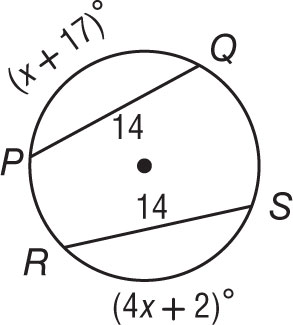 (x + 17)°
Q
14
P
14
S
R
(4x + 2)°